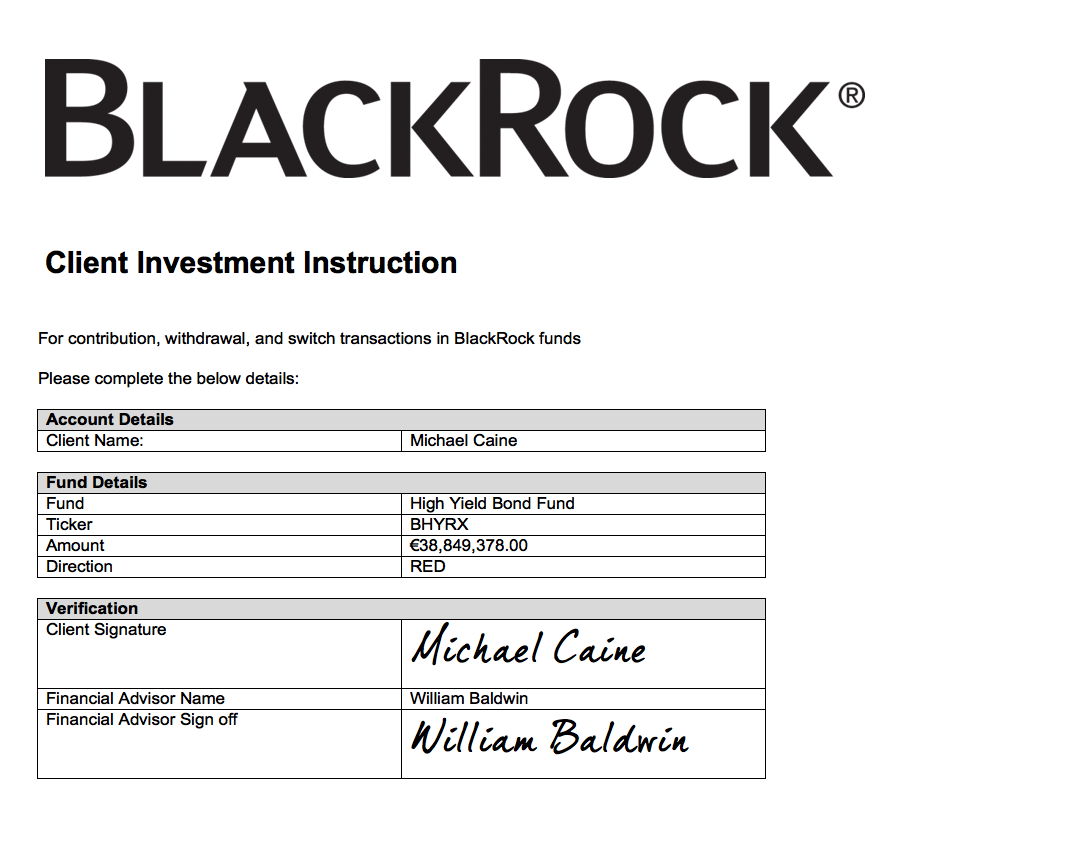 BLACKROCK®
Client Investment Instruction
For contribution, withdrawal, and switch transactions in BlackRock funds
Please complete the below details:
Account Details
Client Name: Michael Caine
Fund Details
Fund High Yield Bond Fund
Ticker BHYRX
Amount €38,849,378.00
Direction RED
Verification
Client Signature Michael Caine
Financial Advisor Name William Baldwin
Financial Advisor Sign off William Baldwin